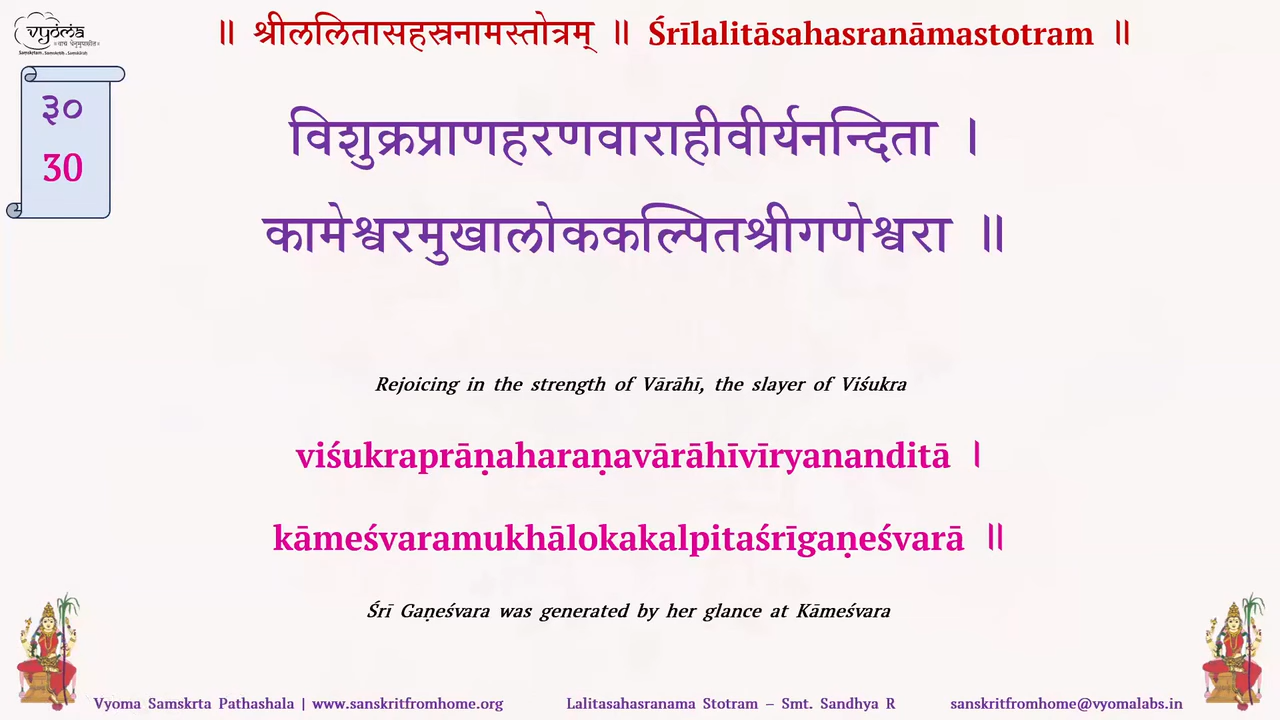 vyoma
॥ श्रीललितासहस्रनामस्तोत्रम् ॥ Śrīlalitāsahasranāmastotram ॥
३०
30
विशुक्रप्राणहरणवाराहीवीर्यनन्दिता ।
कामेश्वरमुखालोककल्पितश्रीगणेश्वरा ॥
Rejoicing in the strength of Vārāhī, the slayer of Viśukra
viśukraprāṇaharaṇavārāhīvīryananditā ।
kāmeśvaramukhālokakalpitaśrīgaṇeśvarā ॥
Śrī Gaṇeśvara was generated by her glance at Kāmeśvara
Vyoma Samskrta Pathashala | www.sanskritfromhome.org Lalitasahasranama Stotram – Smt. Sandhya R sanskritfromhome@vyomalabs.in